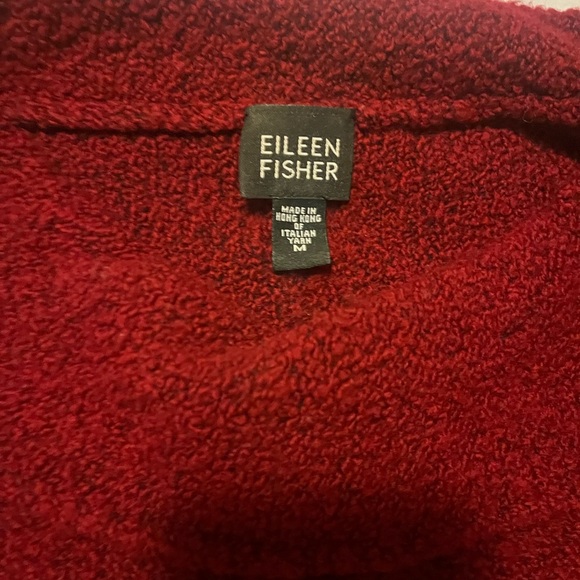 EILEEN
FISHER
MADE IN
HONG KONG
OF
ITALIAN
YARN
M